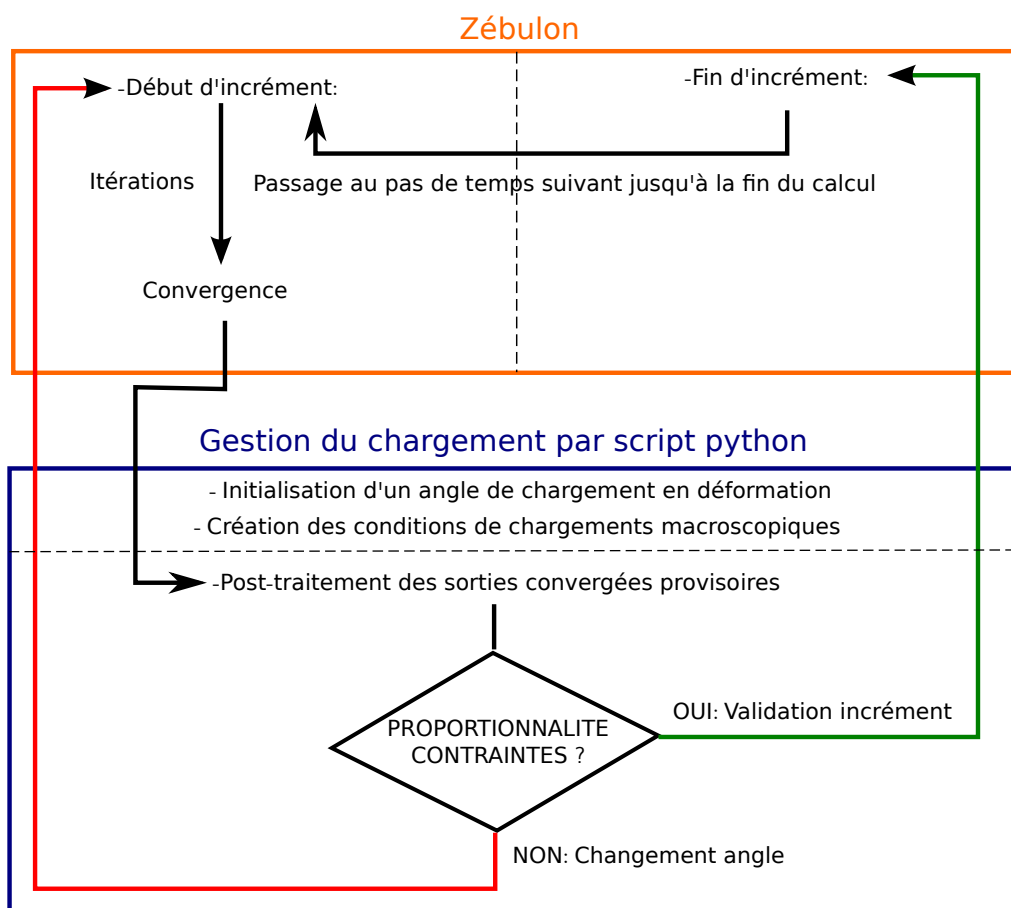 Zébulon
-Début d'incrément:
-Fin d'incrément:
Itérations
Passage au pas de temps suivant jusqu'à la fin du calcul
Convergence
Gestion du chargement par script python
- Initialisation d'un angle de chargement en déformation
- Création des conditions de chargements macroscopiques
-Post-traitement des sorties convergées provisoires
PROPORTIONNALITE
CONTRAINTES ?
OUI: Validation incrément
NON: Changement angle